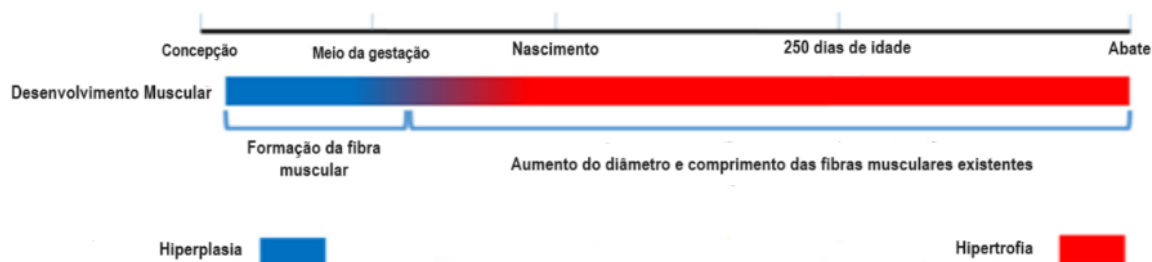 Concepção
Meio da gestação
Nascimento
250 dias de idade
Abate
Desenvolvimento Muscular
Formação da fibra
muscular
Aumento do diâmetro e comprimento das fibras musculares existentes
Hiperplasia
Hipertrofia